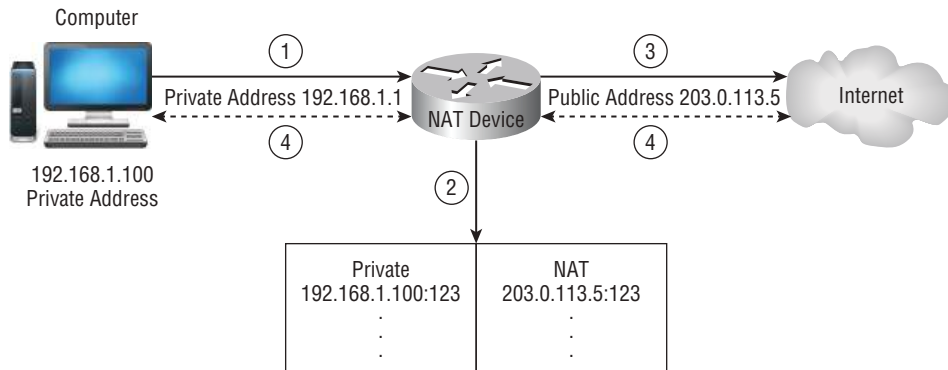 Computer
1
3
Private Address 192.168.1.1
Public Address 203.0.113.5
Internet
NAT Device
4
4
192.168.1.100
Private Address
2
Private
192.168.1.100:123
.
.
.
NAT
203.0.113.5:123
.
.
.